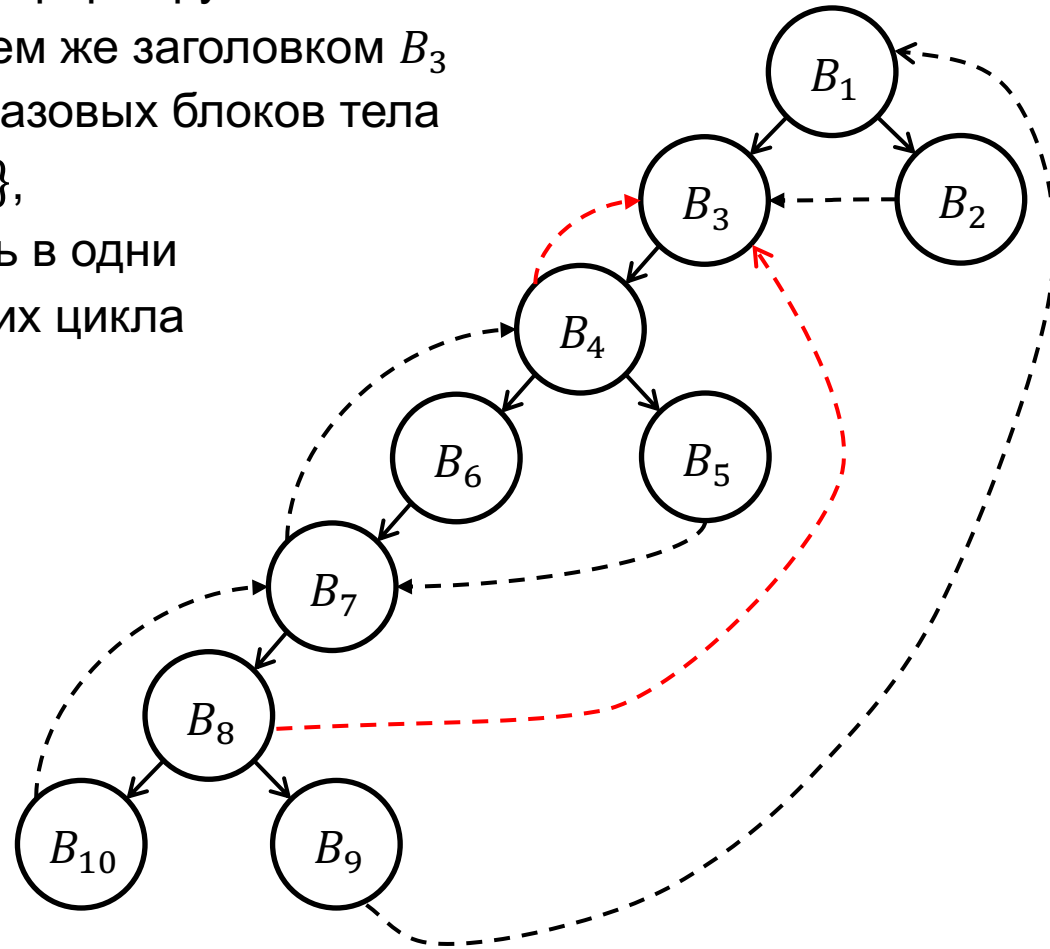 ем же заголовком B₃
азовых блоков тела
},
ь в одни
их цикла
B₁
B₃
B₂
B₄
B₆
B₅
B₇
B₈
B₁₀
B₉